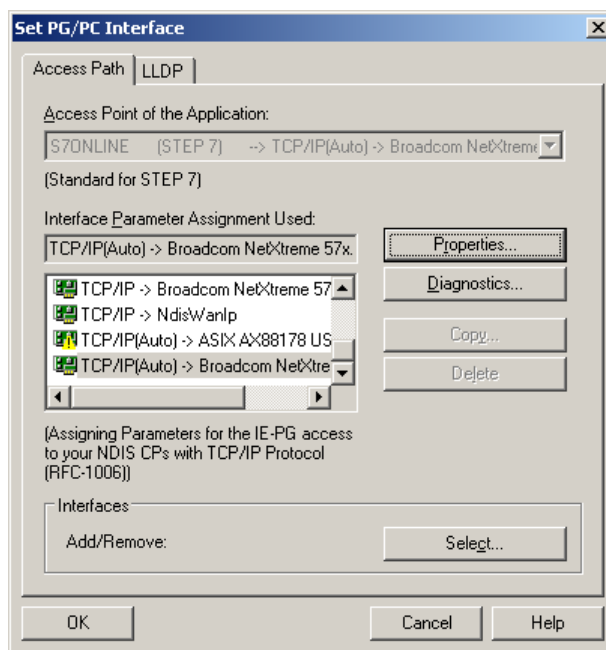 Set PG/PC Interface
Access Path
LLDP
Access Point of the Application:
S7ONLINE (STEP 7) --> TCP/IP(Auto) -> Broadcom NetXtreme
(Standard for STEP 7)
Interface Parameter Assignment Used:
TCP/IP(Auto) -> Broadcom NetXtreme 57x.
Properties...
TCP/IP -> Broadcom NetXtreme 57
TCP/IP -> NdisWanIp
TCP/IP(Auto) -> ASIX AX88178 US
TCP/IP(Auto) -> Broadcom NetXtre
Diagnostics...
Copy...
Delete
(Assigning Parameters for the IE-PG access
to your NDIS CPs with TCP/IP Protocol
(RFC-1006))
Interfaces
Add/Remove:
Select...
OK
Cancel
Help